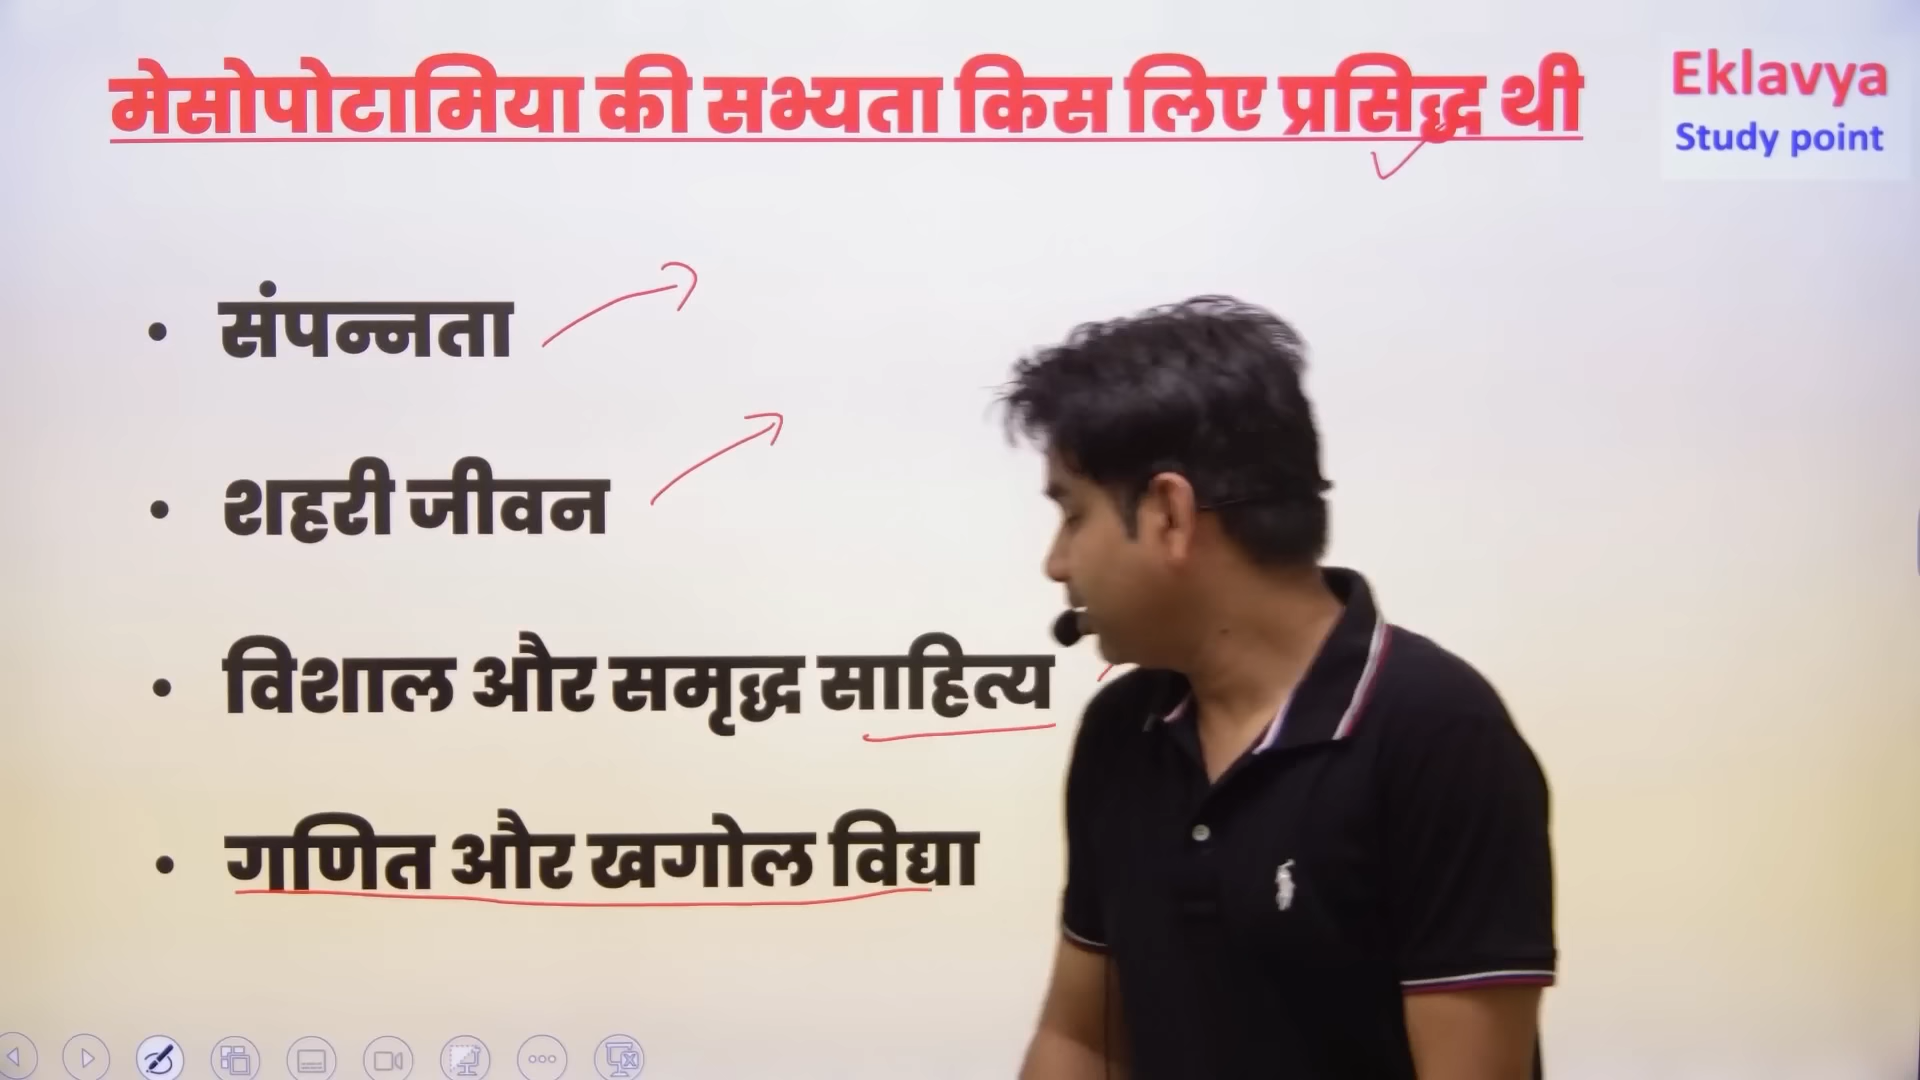 मेसोपोटामिया की सभ्यता किस लिए प्रसिद्ध थी
Eklavya
Study point
• संपन्नता
• शहरी जीवन
• विशाल और समृद्ध साहित्य
• गणित और खगोल विद्या